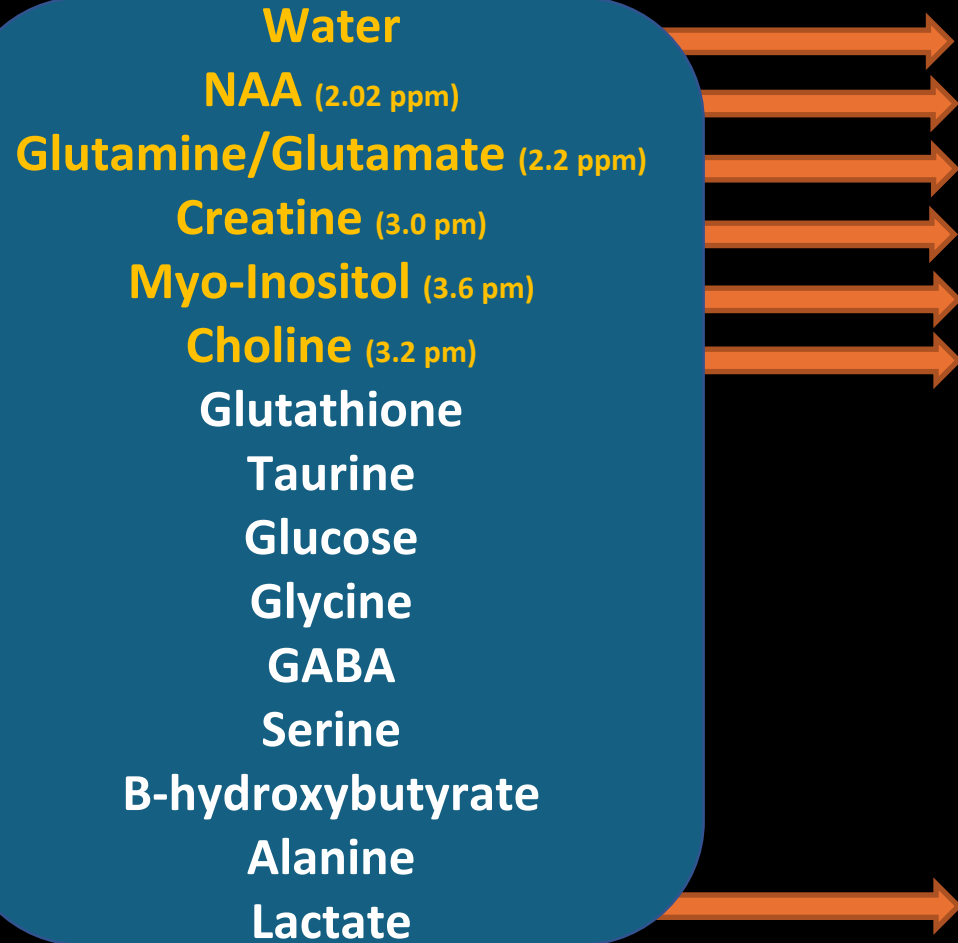 Water
NAA (2.02 ppm)
Glutamine/Glutamate (2.2 ppm)
Creatine (3.0 pm)
Myo-Inositol (3.6 pm)
Choline (3.2 pm)
Glutathione
Taurine
Glucose
Glycine
GABA
Serine
B-hydroxybutyrate
Alanine
Lactate